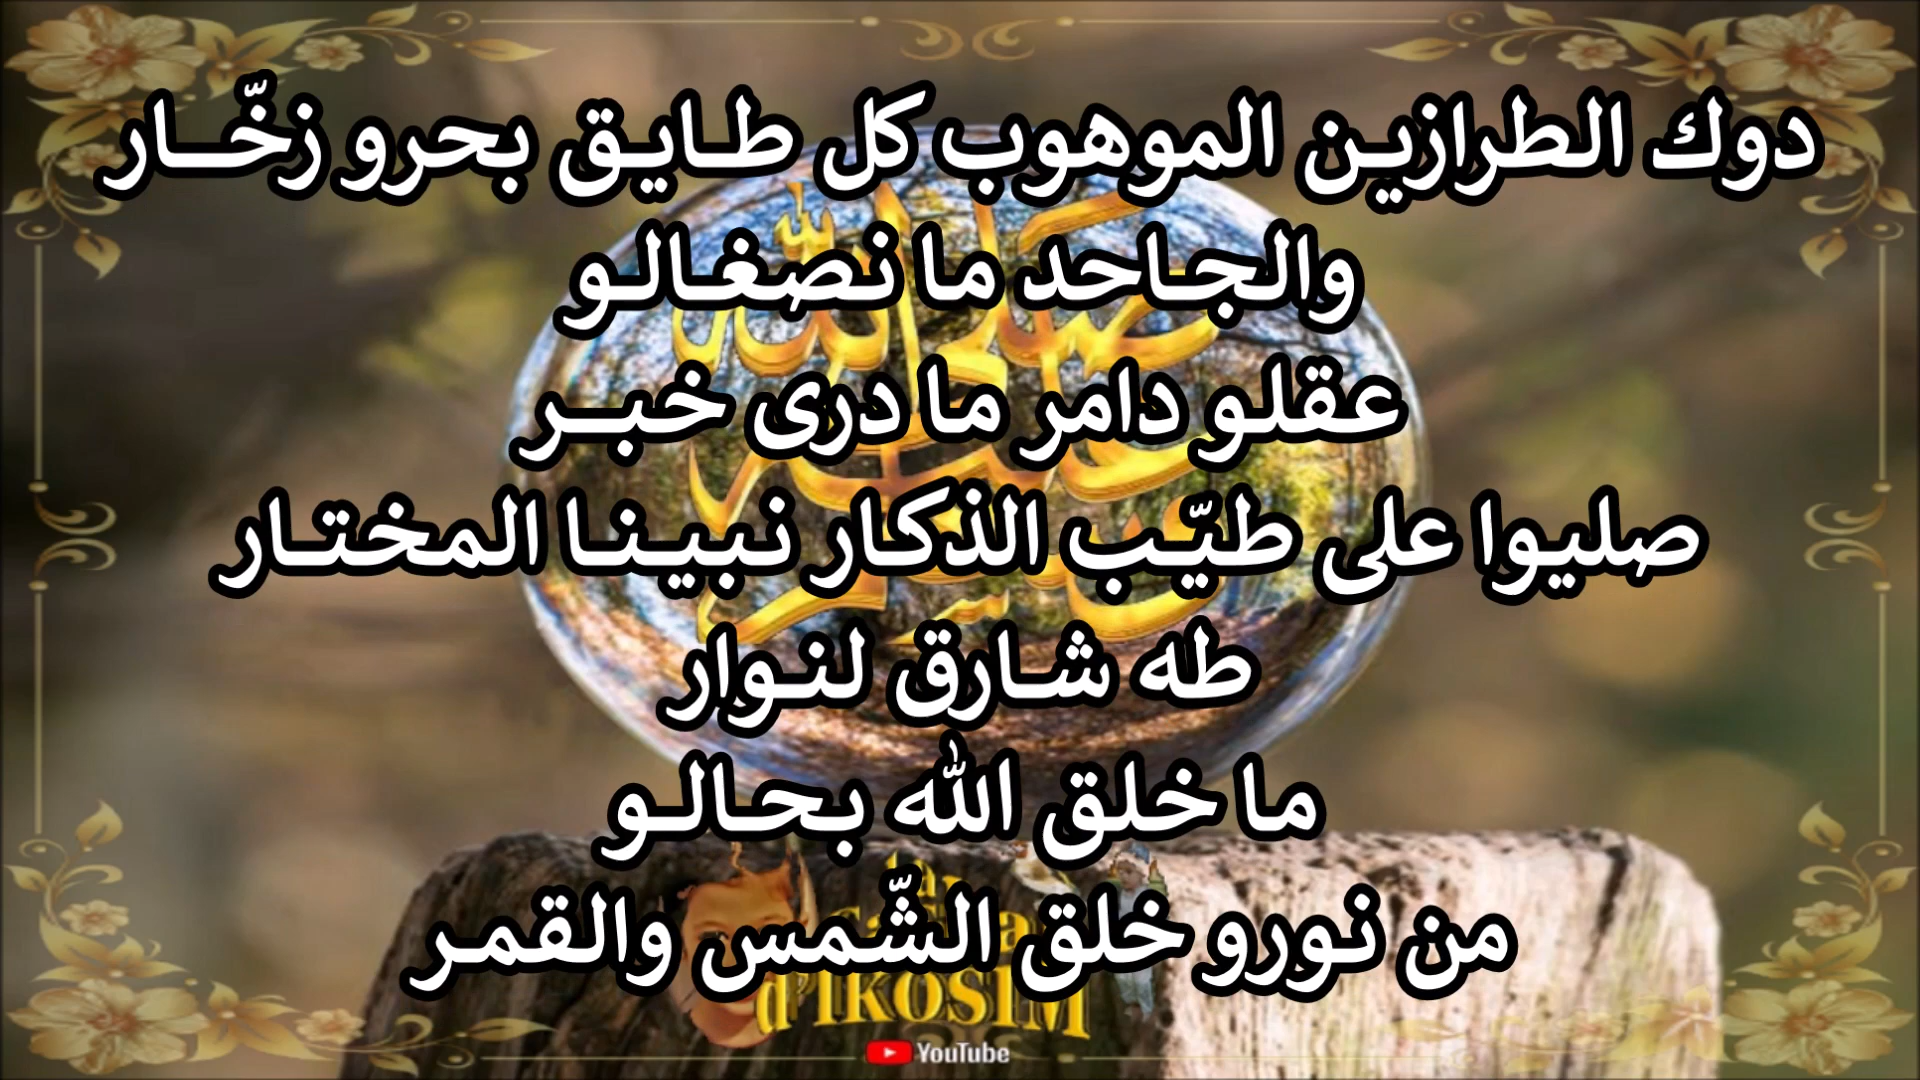 دوك الطرازين الموهوب كل طايق بحرو زخّار
والجاحد ما نصغالو
عقلو دامر ما درى خبر
صليوا على طيّب الذكار نبينا المختار
طه شارق لنوار
ما خلق الله بحالو
من نورو خلق الشّمس والقمر
d'IKOSIM
YouTube